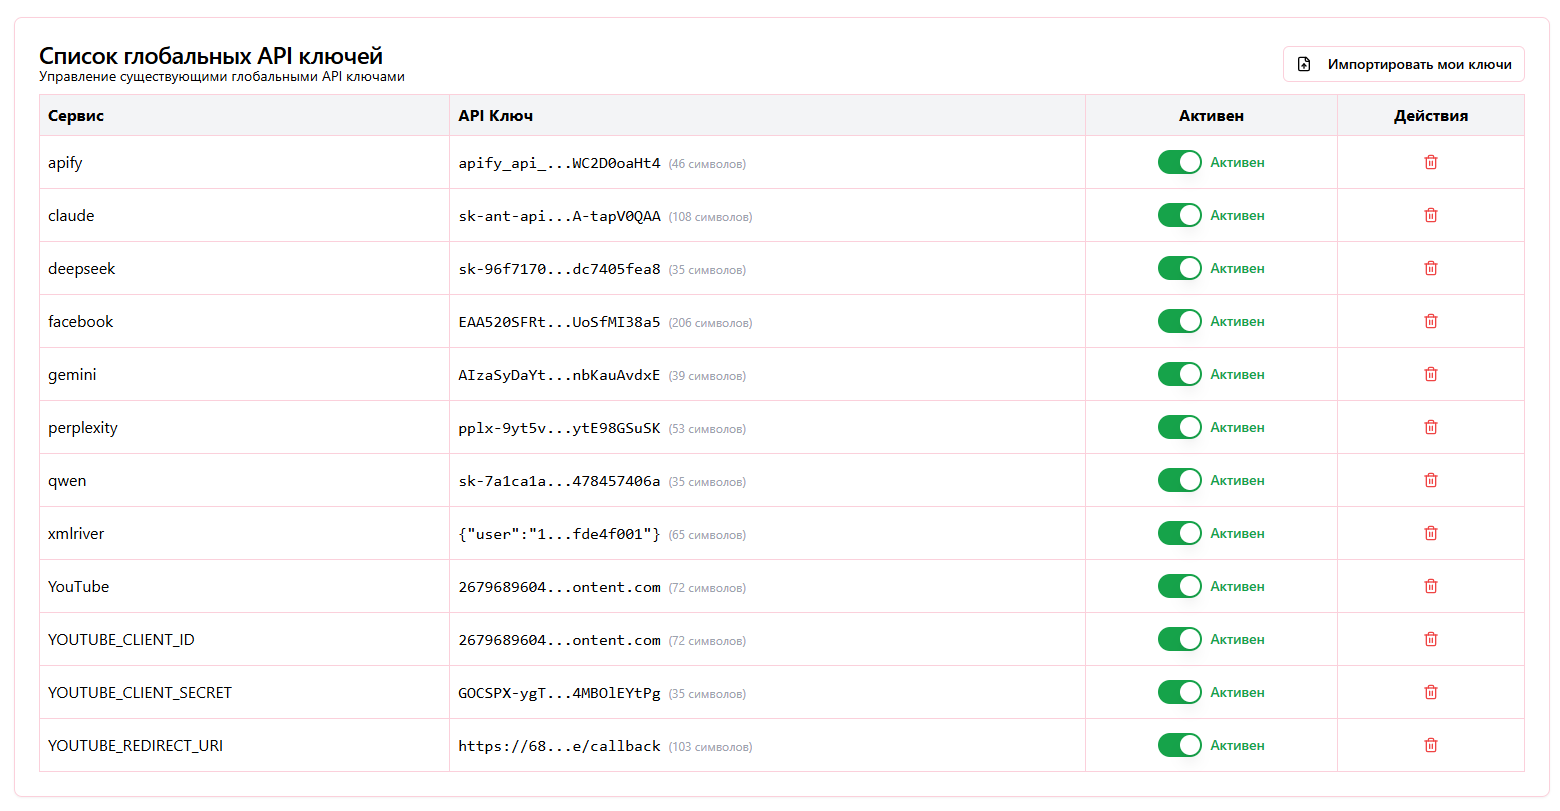 Список глобальных API ключей
Управление существующими глобальными API ключами
Импортировать мои ключи
Сервис API Ключ Активен Действия
apify apify_api_...WC2D0oaHt4 (46 символов) Активен
claude sk-ant-api...A-tapV0QAA (108 символов) Активен
deepseek sk-96f7170...dc7405fea8 (35 символов) Активен
facebook EAA520SFRt...UoSfMI38a5 (206 символов) Активен
gemini AIzaSyDaYt...nbKauAvdxE (39 символов) Активен
perplexity pplx-9yt5v...ytE98GSuSK (53 символов) Активен
qwen sk-7a1ca1a...478457406a (35 символов) Активен
xmlriver {"user":"1...fde4f001"} (65 символов) Активен
YouTube 2679689604...ontent.com (72 символов) Активен
YOUTUBE_CLIENT_ID 2679689604...ontent.com (72 символов) Активен
YOUTUBE_CLIENT_SECRET GOCSPX-ygT...4MBOlEYtPg (35 символов) Активен
YOUTUBE_REDIRECT_URI https://68...e/callback (103 символов) Активен